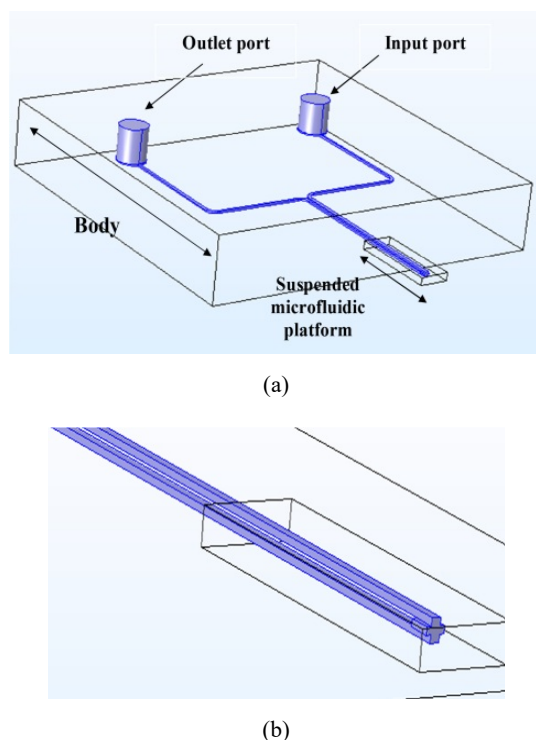 Outlet port
Input port
Body
Suspended
microfluidic
platform
(a)
(b)